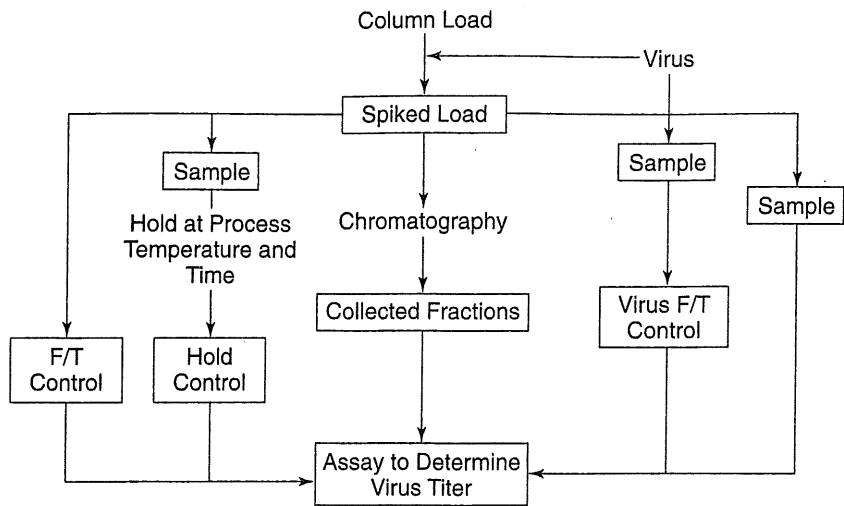 Column Load
Virus
Spiked Load
Sample
Sample
Sample
Hold at Process
Temperature and
Time
Chromatography
Collected Fractions
Virus F/T
Control
F/T
Control
Hold
Control
Assay to Determine
Virus Titer